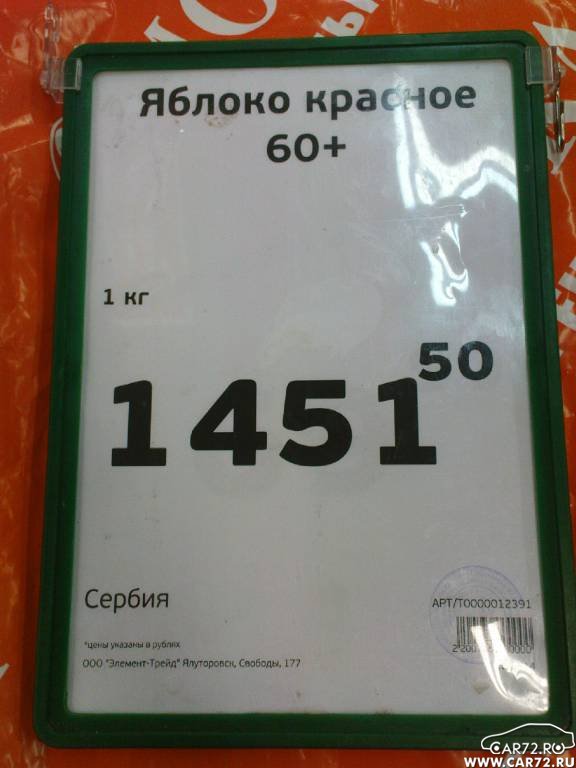 Яблоко красное
60+
1 кг
1451 50
Сербия
АРТ/Т0000012391
*цены указаны в рублях
ООО "Элемент-Трейд" Ялуторовск, Свободы, 177
CAR72.RU
WWW.CAR72.RU